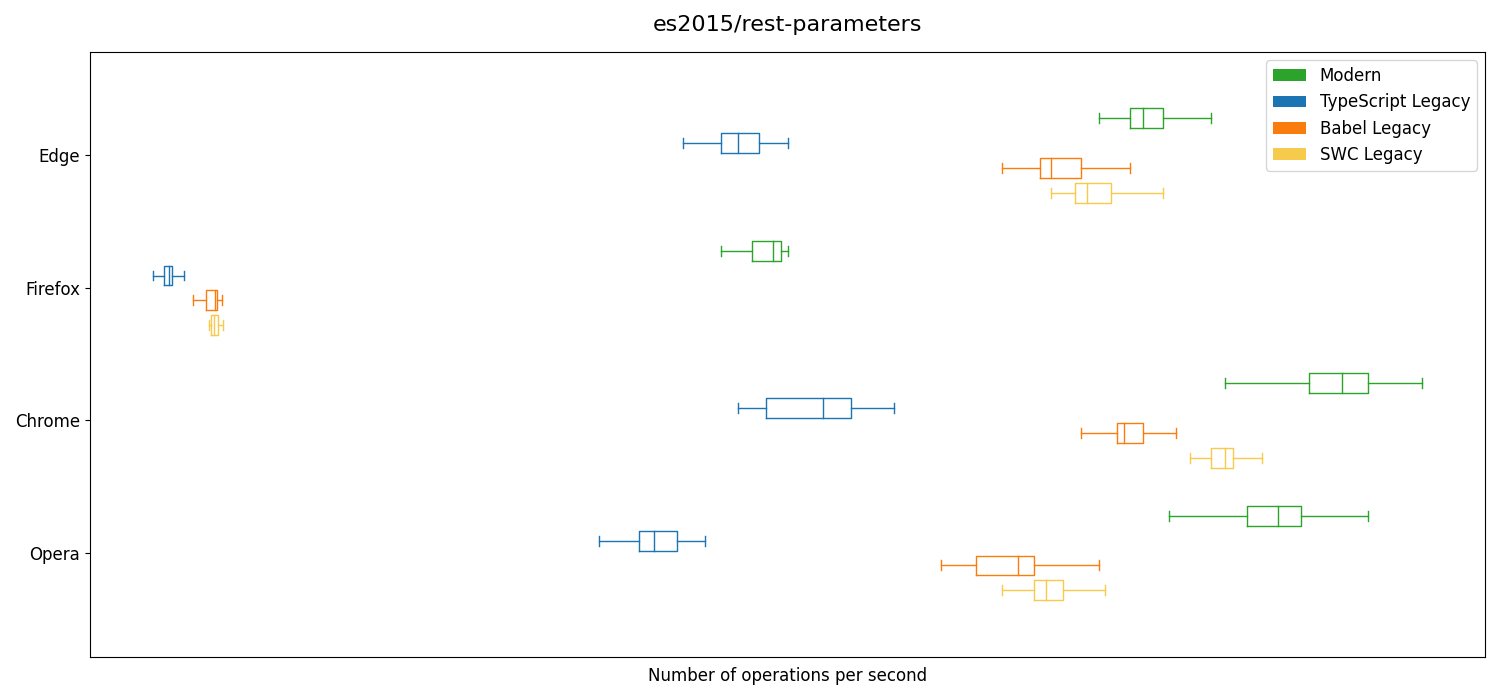 es2015/rest-parameters
Modern
TypeScript Legacy
Babel Legacy
SWC Legacy
Edge
Firefox
Chrome
Opera
Number of operations per second